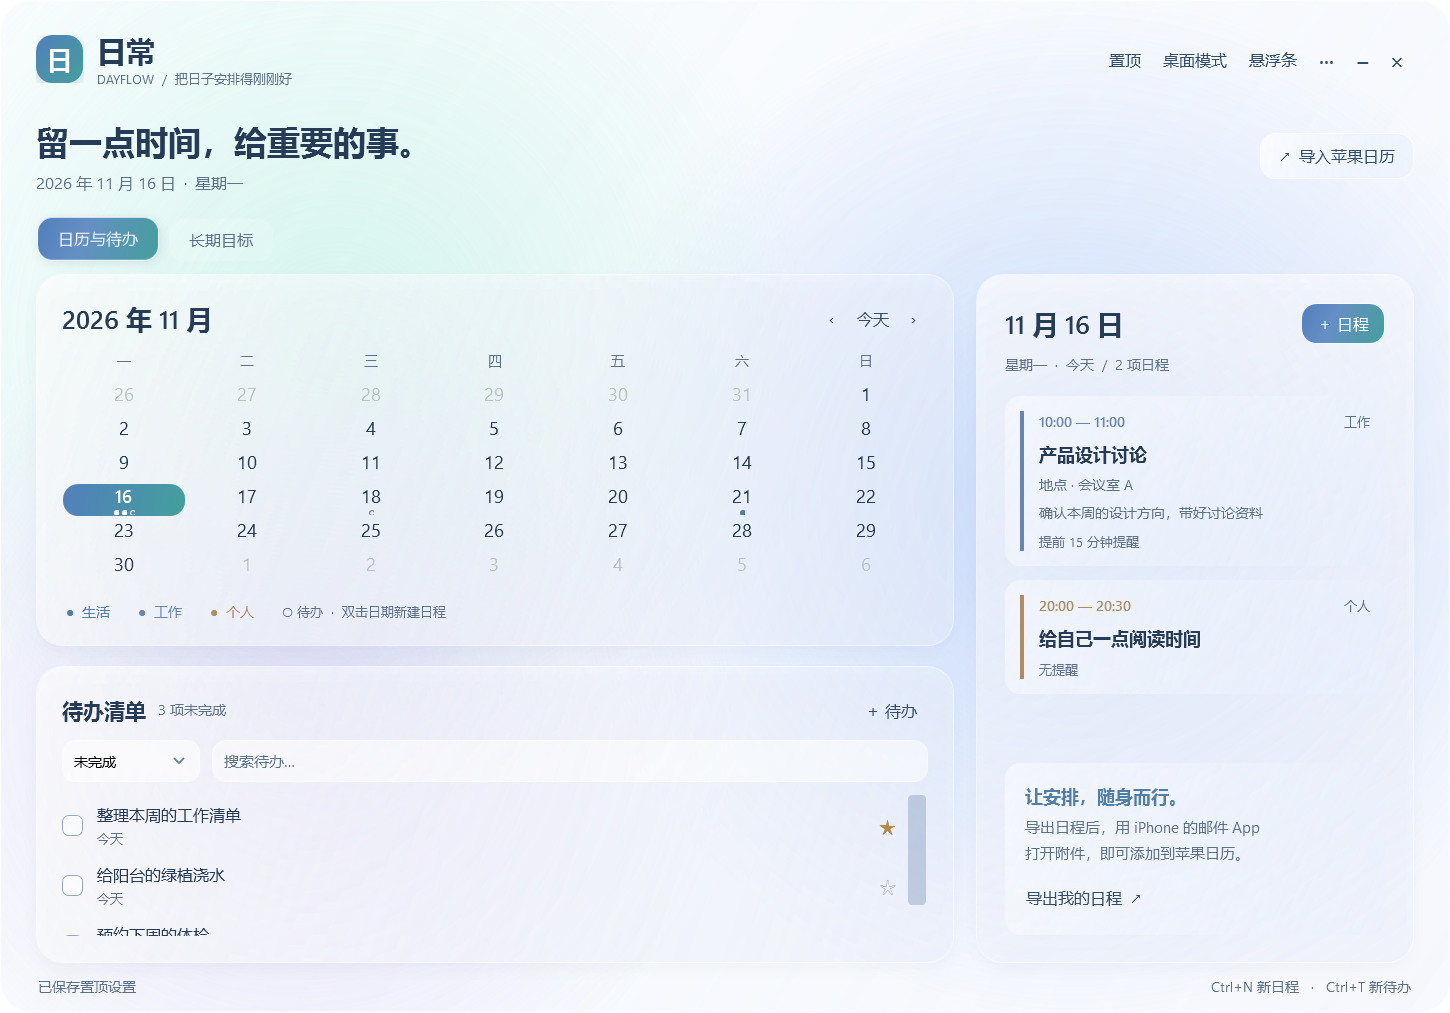 日
日常
DAYFLOW / 把日子安排得刚刚好
置顶 桌面模式 悬浮条 ··· − ×
留一点时间，给重要的事。
2026 年 11 月 16 日 · 星期一
↗ 导入苹果日历
日历与待办 长期目标
2026 年 11 月
‹ 今天 ›
一 二 三 四 五 六 日
26 27 28 29 30 31 1
2 3 4 5 6 7 8
9 10 11 12 13 14 15
16 17 18 19 20 21 22
23 24 25 26 27 28 29
30 1 2 3 4 5 6
● 生活 ● 工作 ● 个人 ○ 待办 · 双击日期新建日程
待办清单 3 项未完成
+ 待办
未完成
搜索待办...
整理本周的工作清单
今天
给阳台的绿植浇水
今天
预约下周的体检
11 月 16 日
+ 日程
星期一 · 今天 / 2 项日程
10:00 — 11:00 工作
产品设计讨论
地点 · 会议室 A
确认本周的设计方向，带好讨论资料
提前 15 分钟提醒
20:00 — 20:30 个人
给自己一点阅读时间
无提醒
让安排，随身而行。
导出日程后，用 iPhone 的邮件 App
打开附件，即可添加到苹果日历。
导出我的日程 ↗
已保存置顶设置
Ctrl+N 新日程 · Ctrl+T 新待办